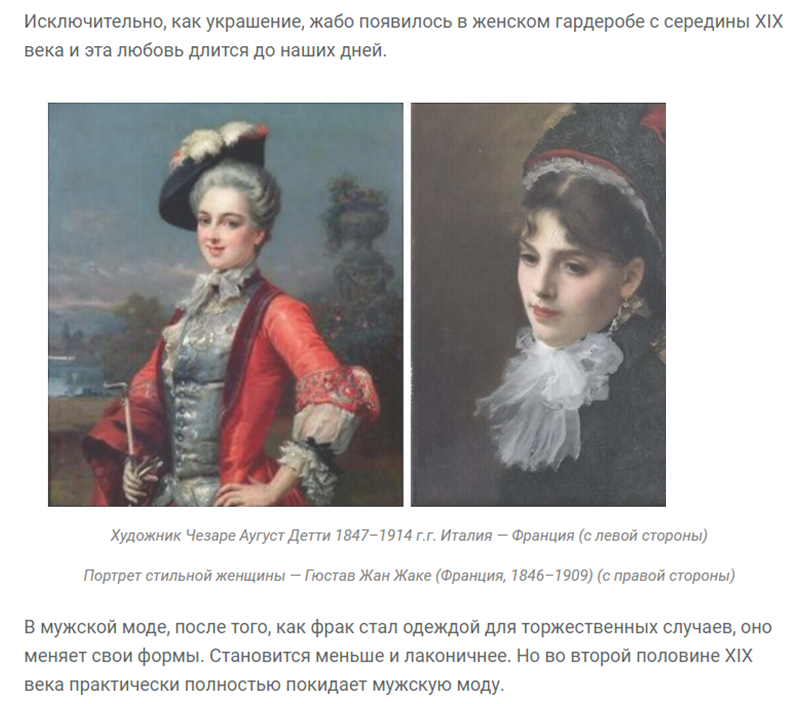 Исключительно, как украшение, жабо появилось в женском гардеробе с середины XIX
века и эта любовь длится до наших дней.
Художник Чезаре Аугуст Детти 1847–1914 г.г. Италия — Франция (с левой стороны)
Портрет стильной женщины — Гюстав Жан Жаке (Франция, 1846–1909) (с правой стороны)
В мужской моде, после того, как фрак стал одеждой для торжественных случаев, оно
меняет свои формы. Становится меньше и лаконичнее. Но во второй половине XIX
века практически полностью покидает мужскую моду.